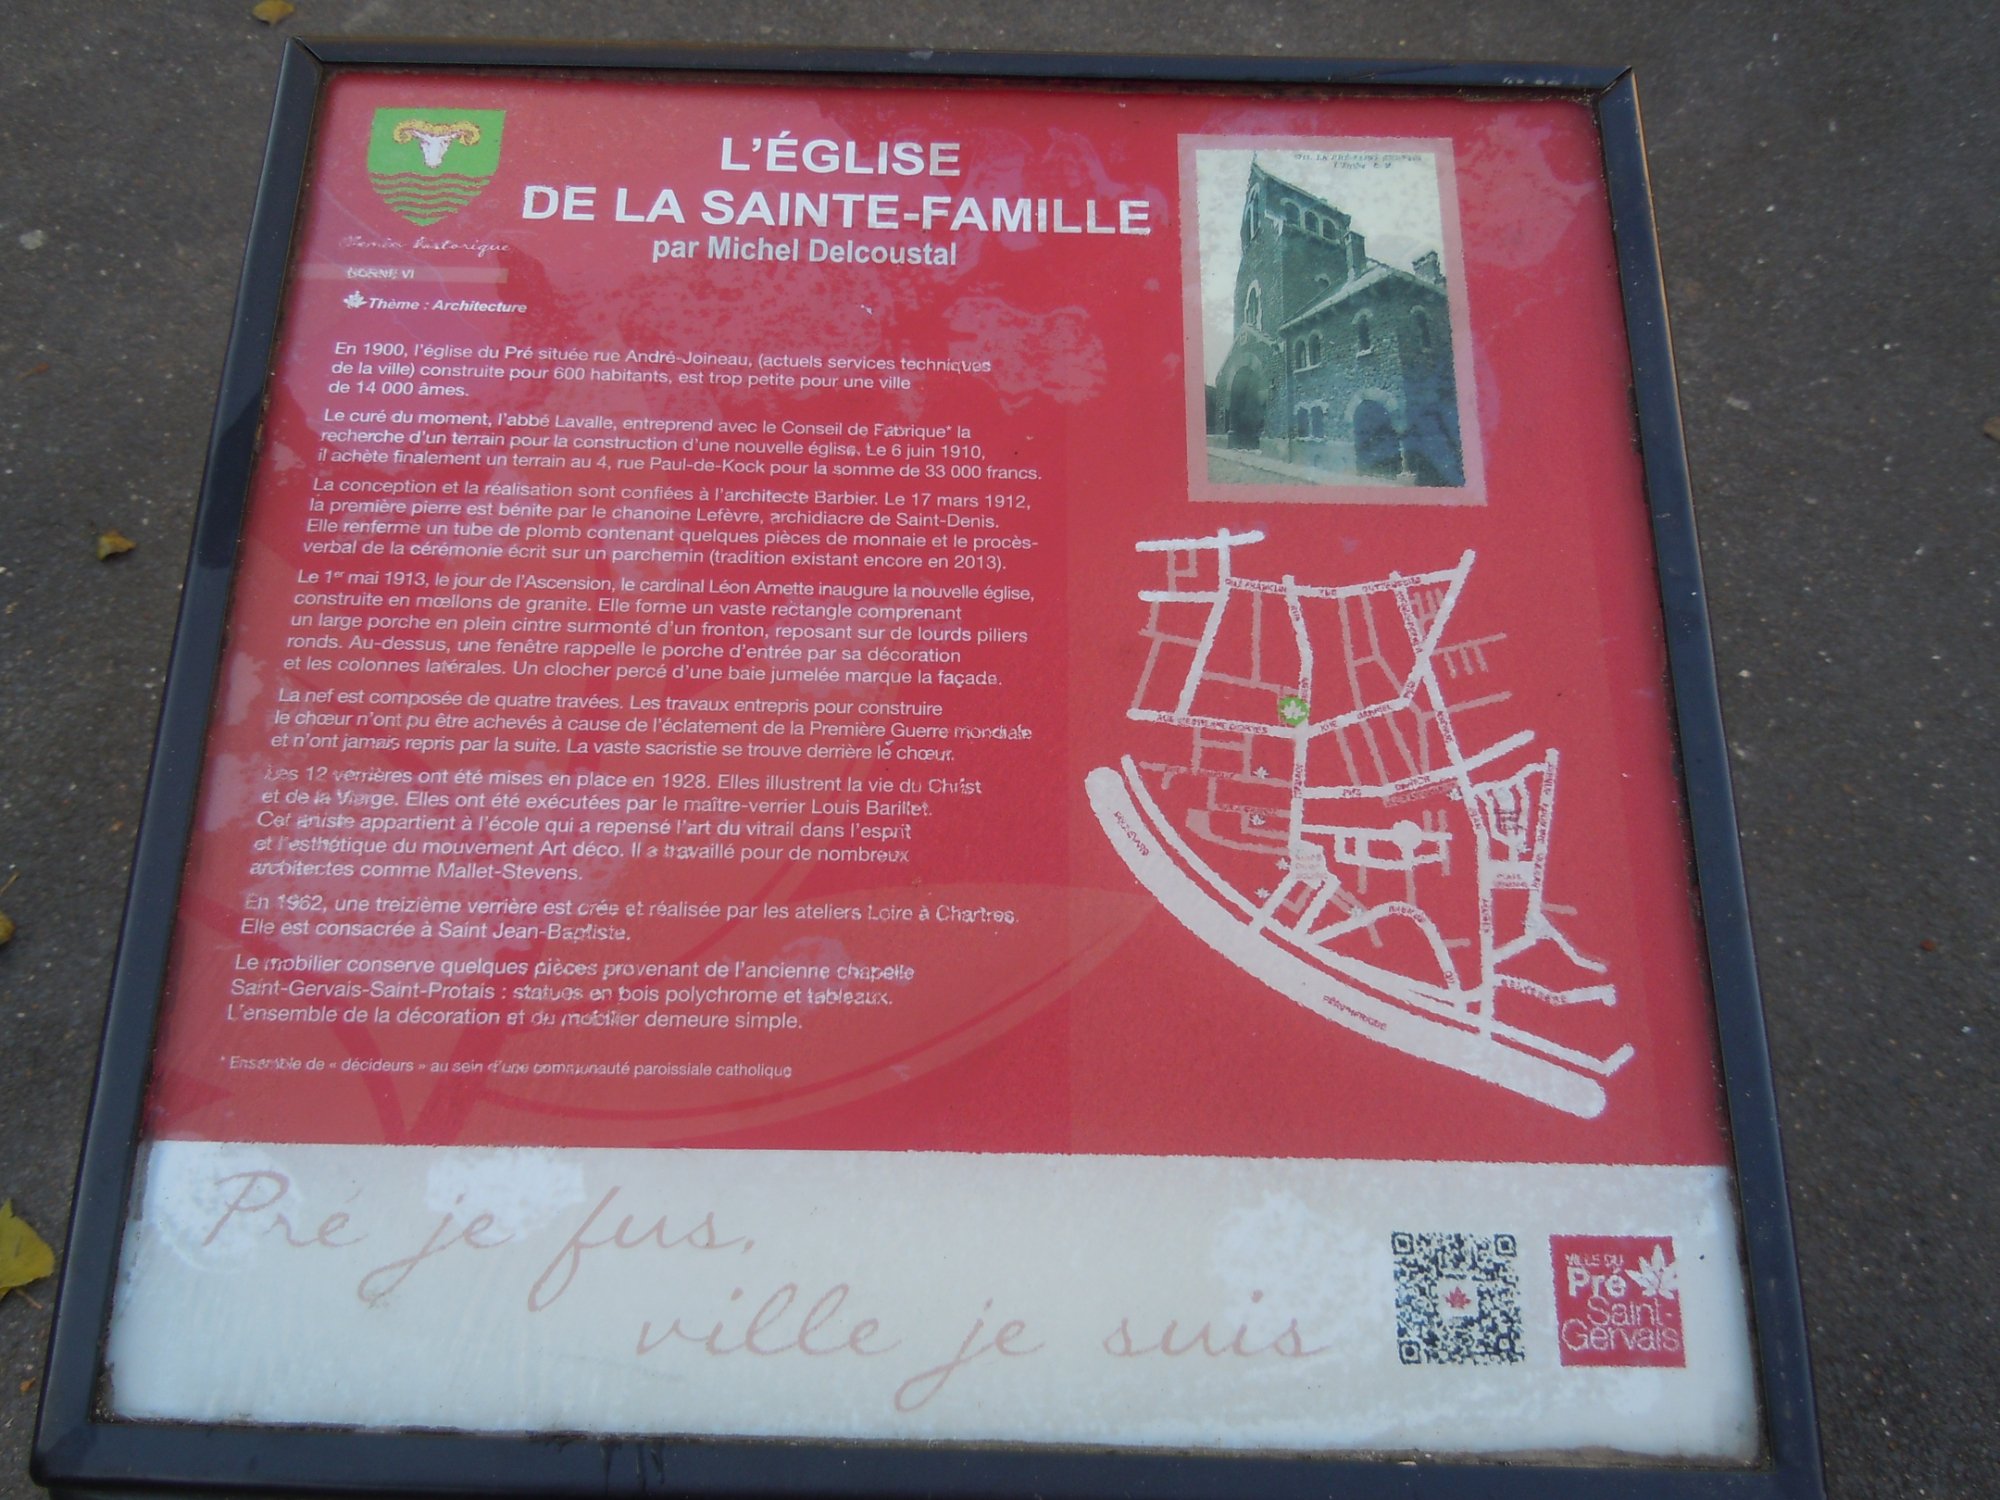 L'ÉGLISE
DE LA SAINTE-FAMILLE
par Michel Delcoustal
Chemin historique
BORNE VI
Thème : Architecture
En 1900, l'église du Pré située rue André-Joineau, (actuels services techniques
de la ville) construite pour 600 habitants, est trop petite pour une ville
de 14 000 âmes.
Le curé du moment, l'abbé Lavalle, entreprend avec le Conseil de Fabrique* la
recherche d'un terrain pour la construction d'une nouvelle église. Le 6 juin 1910,
il achète finalement un terrain au 4, rue Paul-de-Kock pour la somme de 33 000 francs.
La conception et la réalisation sont confiées à l'architecte Barbier. Le 17 mars 1912,
la première pierre est bénite par le chanoine Lefèvre, archidiacre de Saint-Denis.
Elle renferme un tube de plomb contenant quelques pièces de monnaie et le procès-
verbal de la cérémonie écrit sur un parchemin (tradition existant encore en 2013).
Le 1er mai 1913, le jour de l'Ascension, le cardinal Léon Amette inaugure la nouvelle église,
construite en mœllons de granite. Elle forme un vaste rectangle comprenant
un large porche en plein cintre surmonté d'un fronton, reposant sur de lourds piliers
ronds. Au-dessus, une fenêtre rappelle le porche d'entrée par sa décoration
et les colonnes latérales. Un clocher percé d'une baie jumelée marque la façade.
La nef est composée de quatre travées. Les travaux entrepris pour construire
le chœur n'ont pu être achevés à cause de l'éclatement de la Première Guerre mondiale
et n'ont jamais repris par la suite. La vaste sacristie se trouve derrière le chœur.
Les 12 verrières ont été mises en place en 1928. Elles illustrent la vie du Christ
et de la Vierge. Elles ont été exécutées par le maître-verrier Louis Barillet.
Cet artiste appartient à l'école qui a repensé l'art du vitrail dans l'esprit
et l'esthétique du mouvement Art déco. Il a travaillé pour de nombreux
architectes comme Mallet-Stevens.
En 1962, une treizième verrière est crée et réalisée par les ateliers Loire à Chartres.
Elle est consacrée à Saint Jean-Baptiste.
Le mobilier conserve quelques pièces provenant de l'ancienne chapelle
Saint-Gervais-Saint-Protais : statues en bois polychrome et tableaux.
L'ensemble de la décoration et du mobilier demeure simple.
* Ensemble de « décideurs » au sein d'une communauté paroissiale catholique
BOULEVARD
PÉRIPHÉRIQUE
Pré je fus,
ville je suis
VILLE DU
Pré
Saint-
Gervais